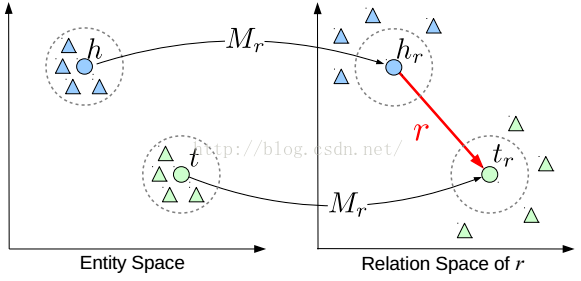 h
M_r
h_r
r
http://blog.csdn.net/
t
t_r
M_r
Entity Space
Relation Space of r